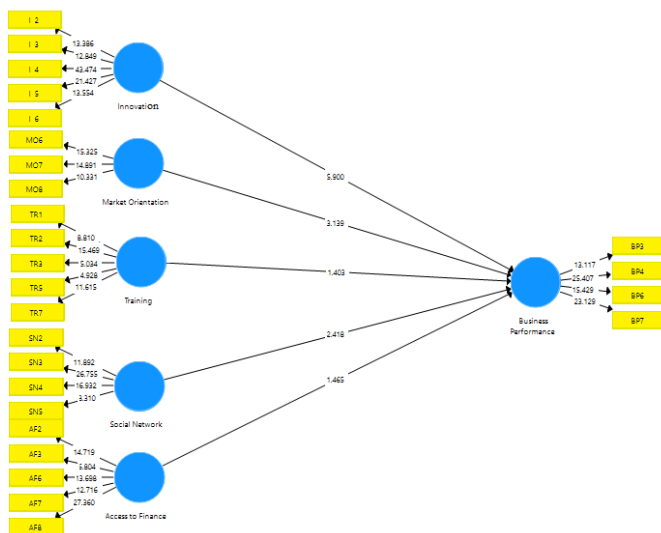 I 2
I 3
I 4
I 5
I 6
13.386
12.849
43.474
21.427
13.554
Innovation
MO6
MO7
MO8
15.325
14.891
10.331
Market Orientation
TR1
TR2
TR3
TR5
TR7
8.810
15.469
5.034
4.928
11.615
Training
SN2
SN3
SN4
SN5
11.892
26.755
16.932
3.310
Social Network
AF2
AF3
AF6
AF7
AF8
14.719
5.804
13.698
12.716
27.360
Access to Finance
5.900
3.139
1.403
2.418
1.465
Business
Performance
13.117
25.407
15.429
23.129
BP3
BP4
BP6
BP7